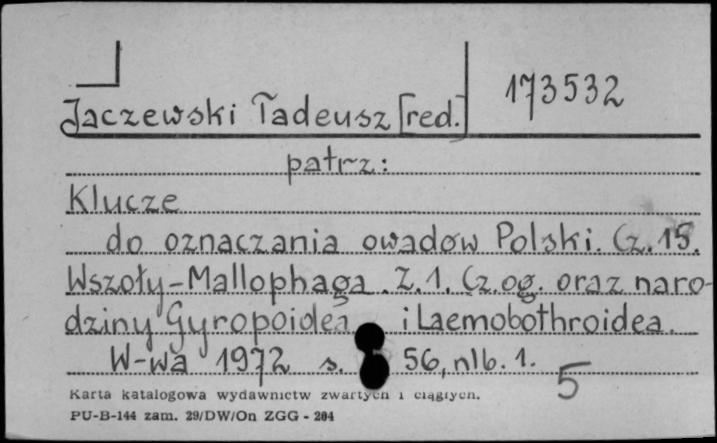 173532
Jaczewski Tadeusz [red.]
patrz:
Klucze
do oznaczania owadów Polski. Cz. 15.
Wszoły-Mallophaga. Z. 1. Cz. og. oraz naro-
dziny Gyropoidea i Laemobothroidea.
W-wa 1972 s. 56, nlb. 1.
5
Karta katalogowa wydawnictw zwartych i ciągłych.
PU-B-144 zam. 29/DW/On ZGG - 204